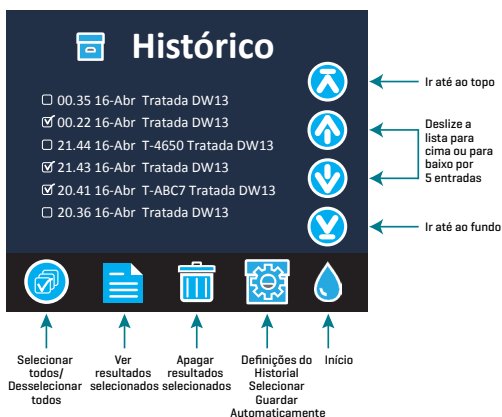 Histórico
00.35 16-Abr Tratada DW13
00.22 16-Abr Tratada DW13
21.44 16-Abr T-4650 Tratada DW13
21.43 16-Abr Tratada DW13
20.41 16-Abr T-ABC7 Tratada DW13
20.36 16-Abr Tratada DW13
Ir até ao topo
Deslize a
lista para
cima ou para
baixo por
5 entradas
Ir até ao fundo
Selecionar
todos/
Desselecionar
todos
Ver
resultados
selecionados
Apagar
resultados
selecionados
Definições do
Historial
Selecionar
Guardar
Automaticamente
Início